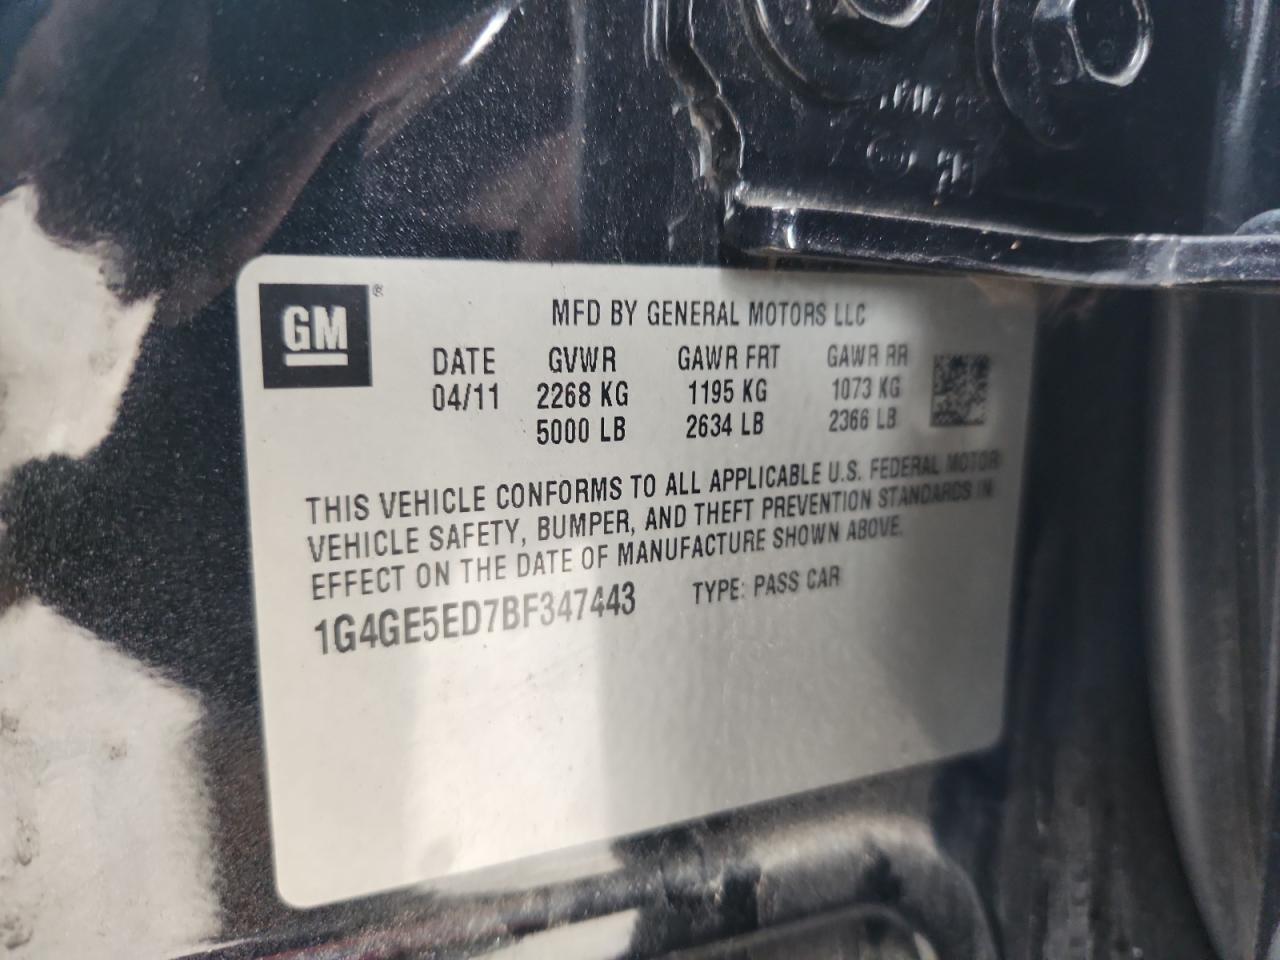 GM ®
MFD BY GENERAL MOTORS LLC
DATE GVWR GAWR FRT GAWR RR
04/11 2268 KG 1195 KG 1073 KG
5000 LB 2634 LB 2366 LB
THIS VEHICLE CONFORMS TO ALL APPLICABLE U.S. FEDERAL MOTOR
VEHICLE SAFETY, BUMPER, AND THEFT PREVENTION STANDARDS IN
EFFECT ON THE DATE OF MANUFACTURE SHOWN ABOVE.
1G4GE5ED7BF347443 TYPE: PASS CAR